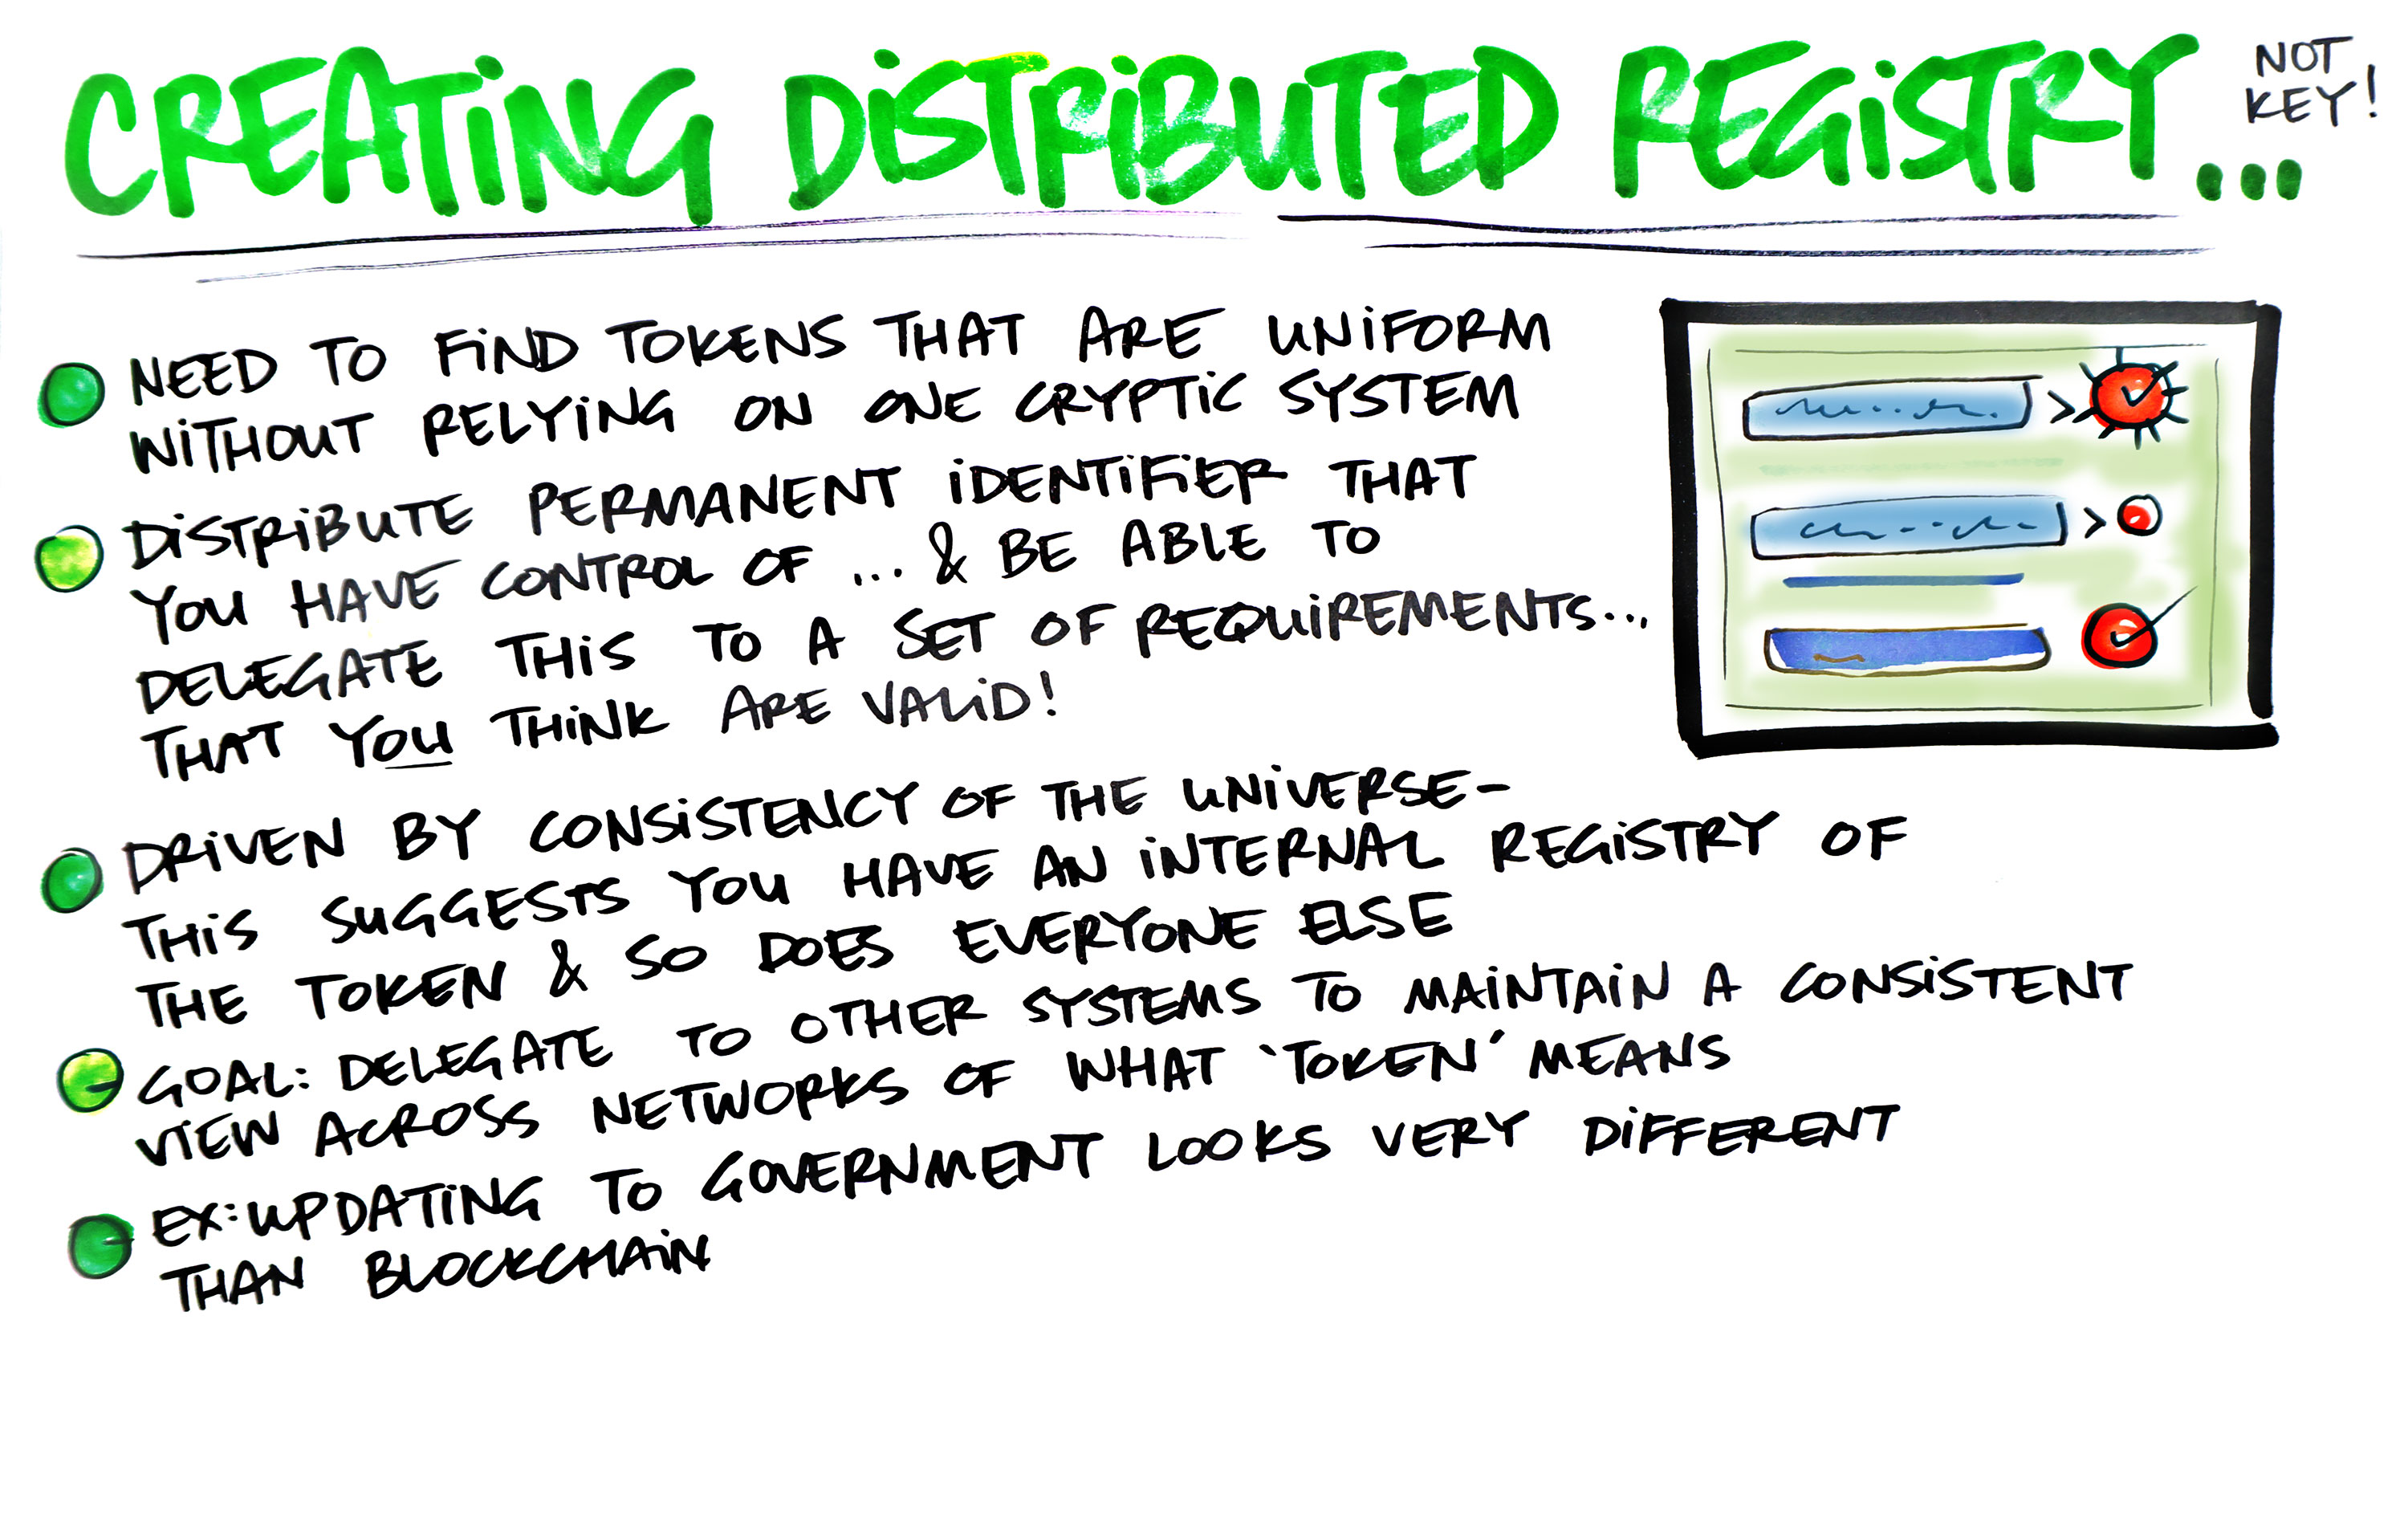 CREATING DISTRIBUTED REGISTRY...
NOT
KEY!
NEED TO FIND TOKENS THAT ARE UNIFORM
WITHOUT RELYING ON ONE CRYPTIC SYSTEM
DISTRIBUTE PERMANENT IDENTIFIER THAT
YOU HAVE CONTROL OF ... & BE ABLE TO
DELEGATE THIS TO A SET OF REQUIREMENTS...
THAT YOU THINK ARE VALID!
DRIVEN BY CONSISTENCY OF THE UNIVERSE-
THIS SUGGESTS YOU HAVE AN INTERNAL REGISTRY OF
THE TOKEN & SO DOES EVERYONE ELSE
GOAL: DELEGATE TO OTHER SYSTEMS TO MAINTAIN A CONSISTENT
VIEW ACROSS NETWORKS OF WHAT 'TOKEN' MEANS
EX: UPDATING TO GOVERNMENT LOOKS VERY DIFFERENT
THAN BLOCKCHAIN